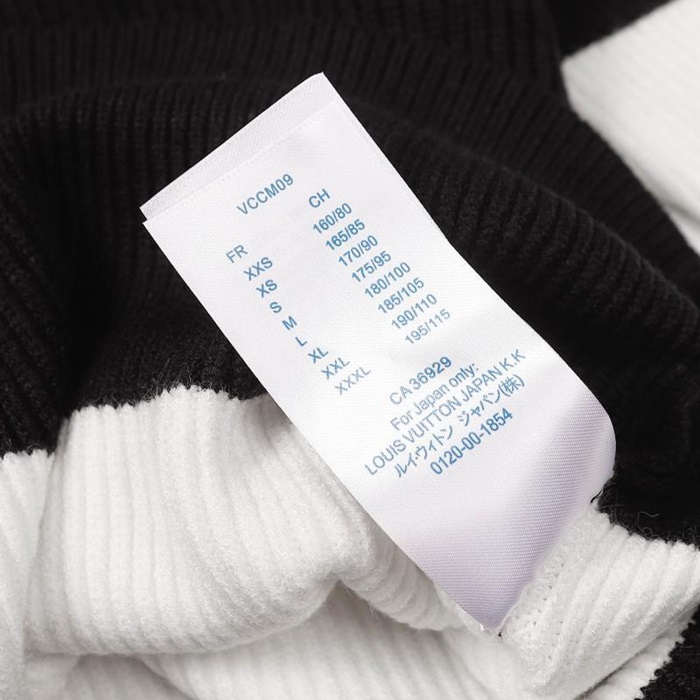 VCCM09
FR CH
XXS 160/80
XS 165/85
S 170/90
M 175/95
L 180/100
XL 185/105
XXL 190/110
XXXL 195/115
CA 36929
For Japan only:
LOUIS VUITTON JAPAN K.K
ルイ・ヴィトン ジャパン(株)
0120-00-1854